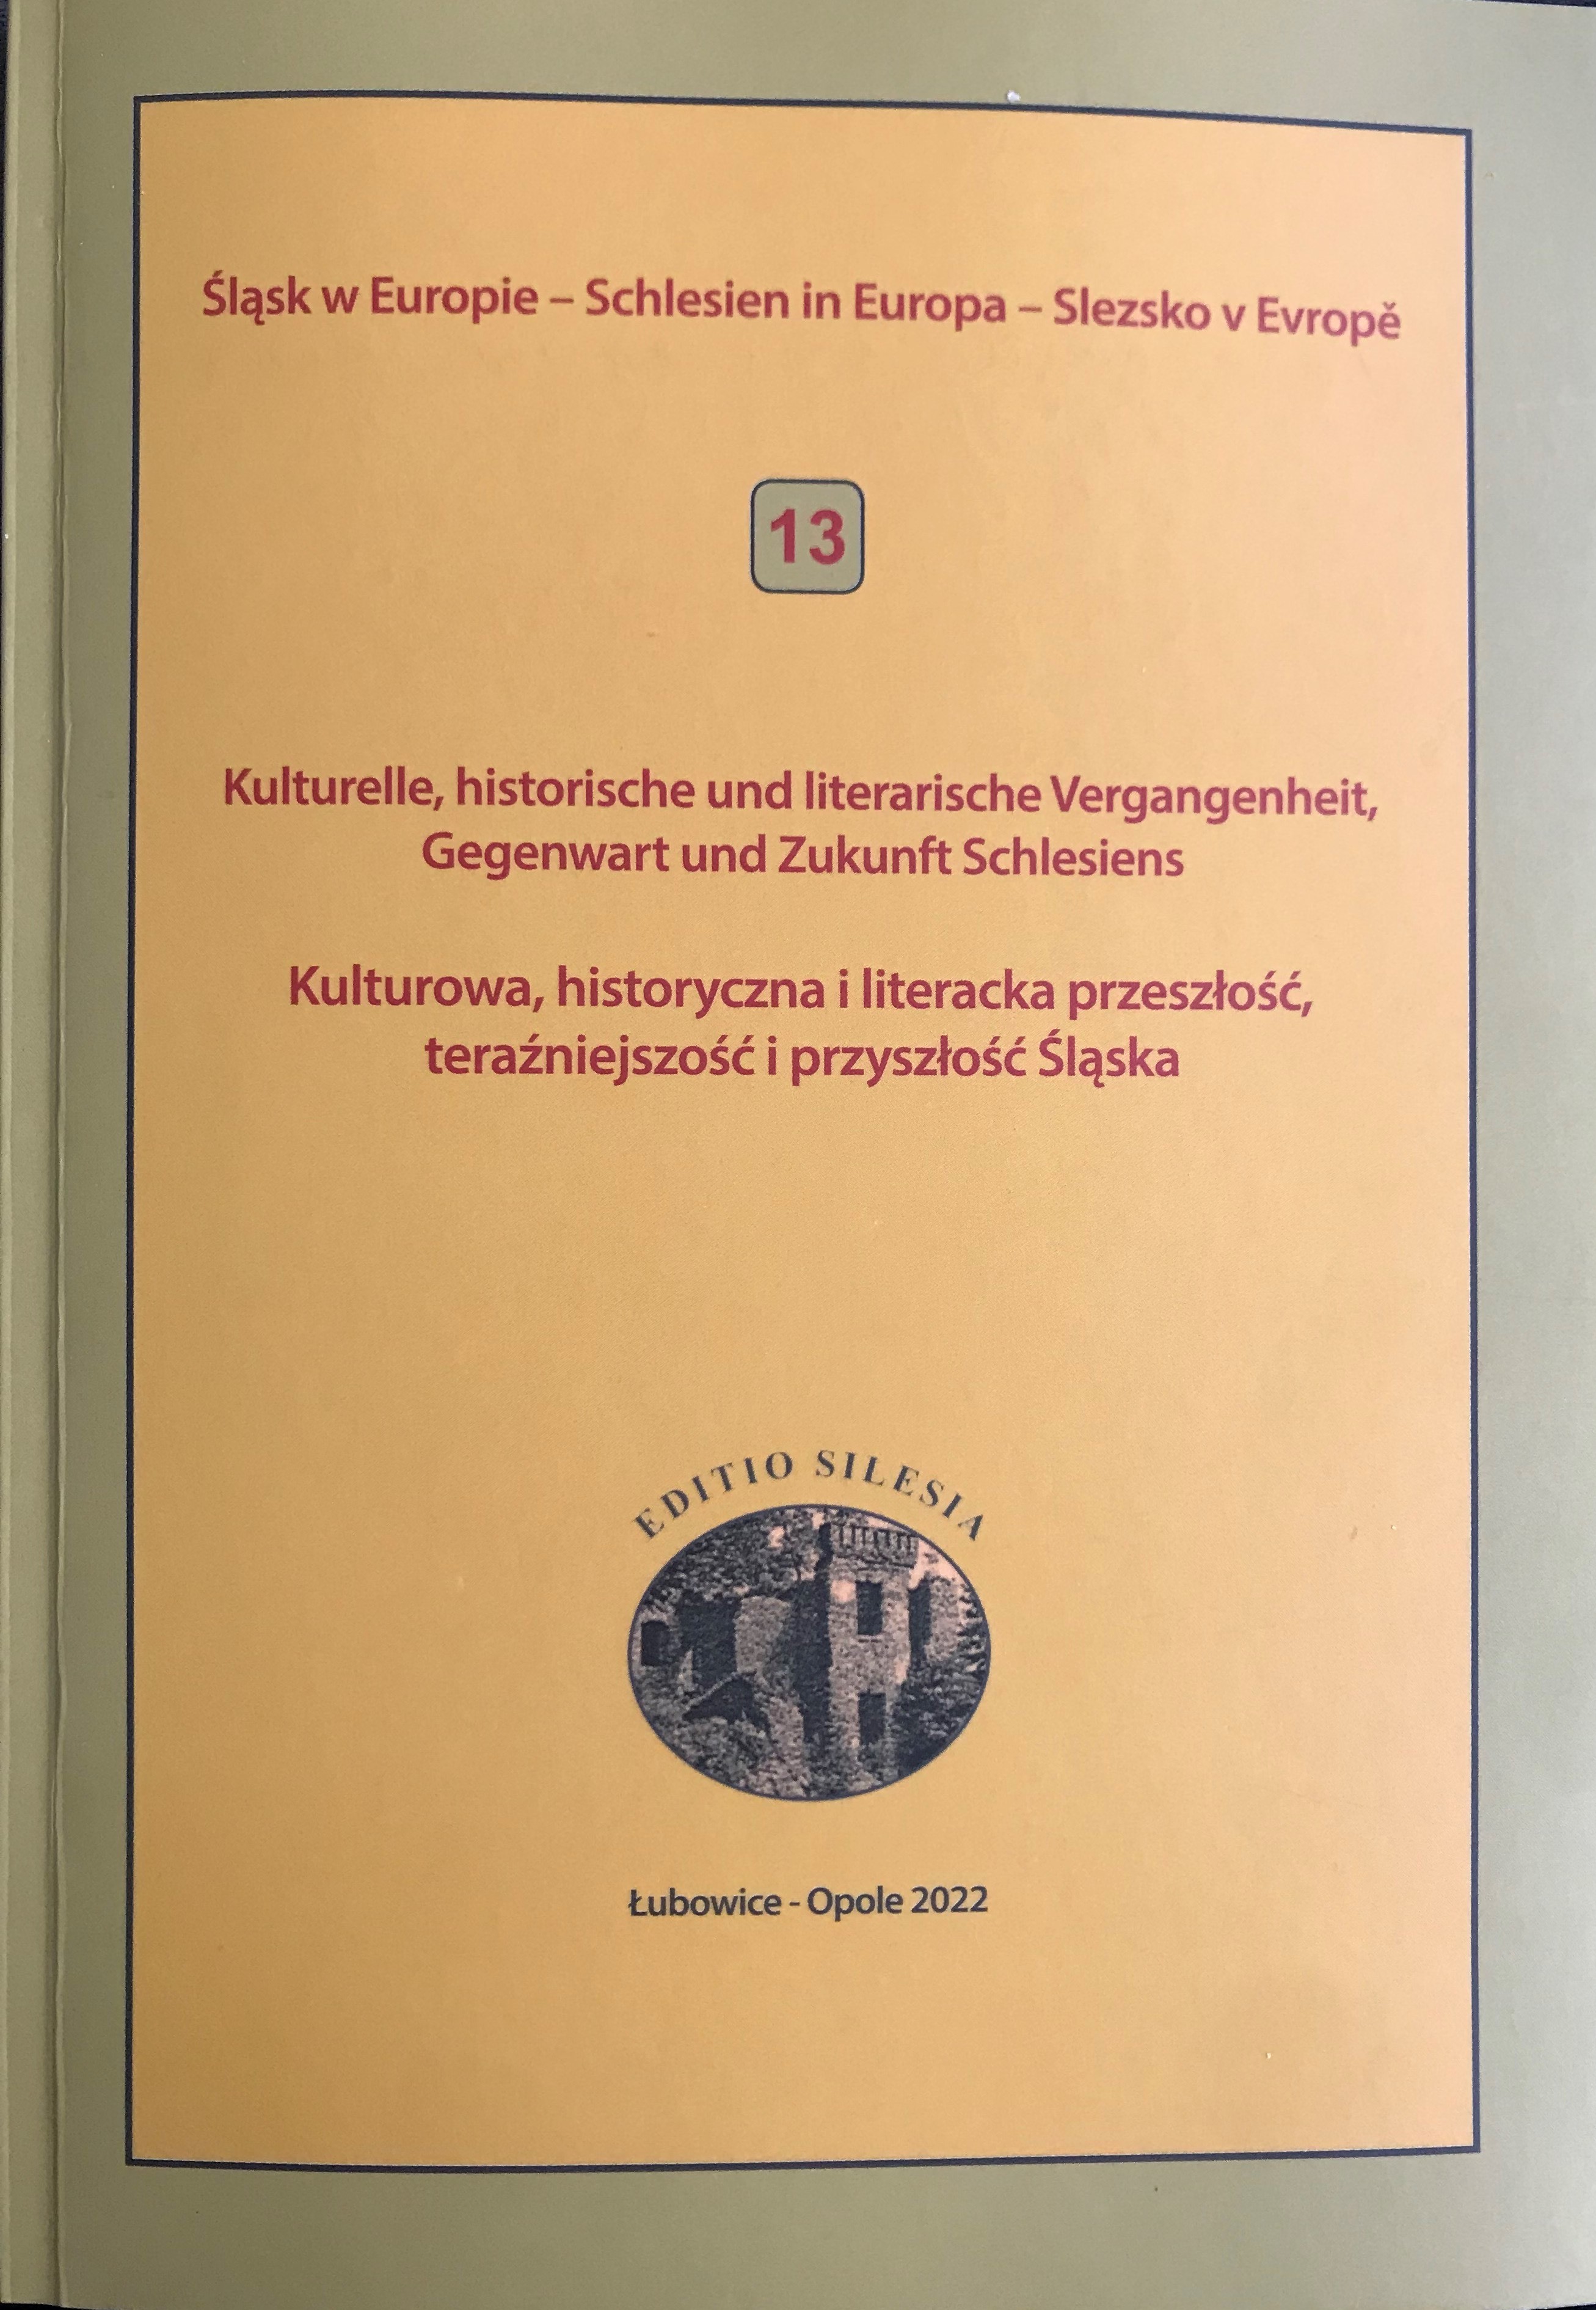 Śląsk w Europie – Schlesien in Europa – Slezsko v Evropě
13
Kulturelle, historische und literarische Vergangenheit,
Gegenwart und Zukunft Schlesiens
Kulturowa, historyczna i literacka przeszłość,
teraźniejszość i przyszłość Śląska
EDITIO SILESIA
Łubowice - Opole 2022